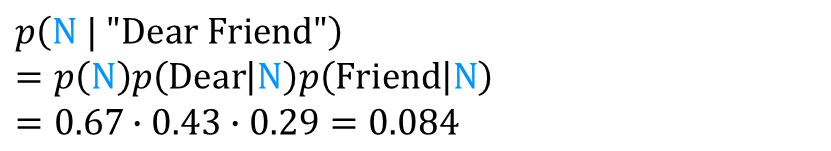 p(N | "Dear Friend")
= p(N)p(Dear|N)p(Friend|N)
= 0.67 · 0.43 · 0.29 = 0.084